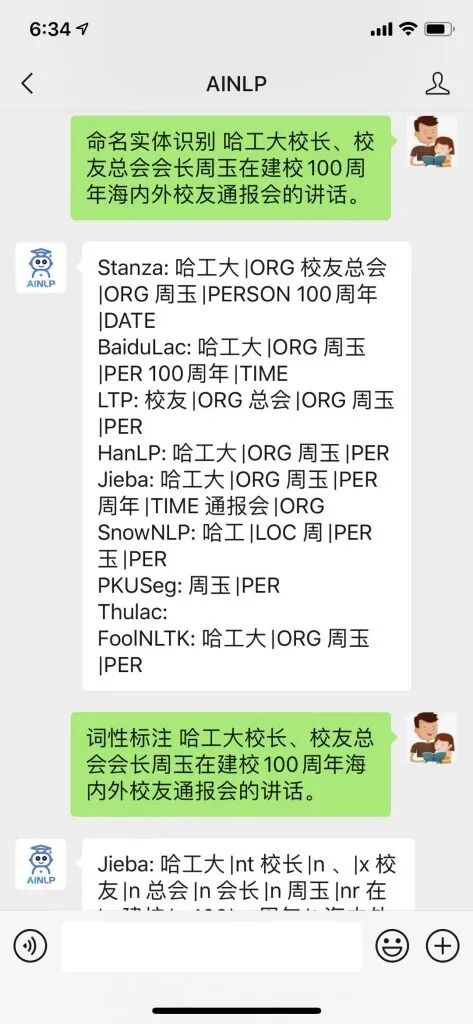 6:34
AINLP
命名实体识别 哈工大校长、校
友总会会长周玉在建校100周
年海内外校友通报会的讲话。
AINLP
Stanza: 哈工大|ORG 校友总会
|ORG 周玉|PERSON 100周年
|DATE
BaiduLac: 哈工大|ORG 周玉
|PER 100周年|TIME
LTP: 校友|ORG 总会|ORG 周玉
|PER
HanLP: 哈工大|ORG 周玉|PER
Jieba: 哈工大|ORG 周玉|PER
周年|TIME 通报会|ORG
SnowNLP: 哈工|LOC 周|PER
玉|PER
PKUSeg: 周玉|PER
Thulac:
FoolNLTK: 哈工大|ORG 周玉
|PER
词性标注 哈工大校长、校友总
会会长周玉在建校100周年海
内外校友通报会的讲话。
AINLP
Jieba: 哈工大|nt 校长|n 、|x 校
友|n 总会|n 会长|n 周玉|nr 在